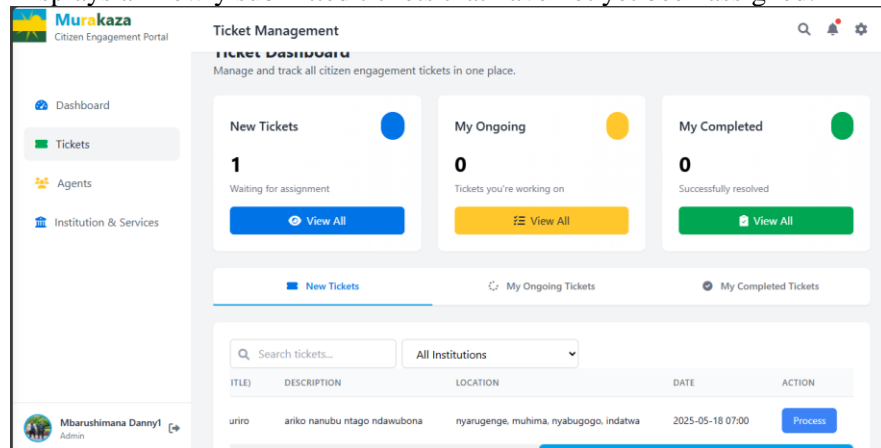 Murakaza
Citizen Engagement Portal
Ticket Management
Ticket Dashboard
Manage and track all citizen engagement tickets in one place.
Dashboard
Tickets
Agents
Institution & Services
New Tickets
1
Waiting for assignment
View All
My Ongoing
0
Tickets you're working on
View All
My Completed
0
Successfully resolved
View All
New Tickets
My Ongoing Tickets
My Completed Tickets
Search tickets...
All Institutions
ITLE) DESCRIPTION LOCATION DATE ACTION
uriro ariko nanubu ntago ndawubona nyarugenge, muhima, nyabugogo, indatwa 2025-05-18 07:00 Process
Mbarushimana Danny1
Admin